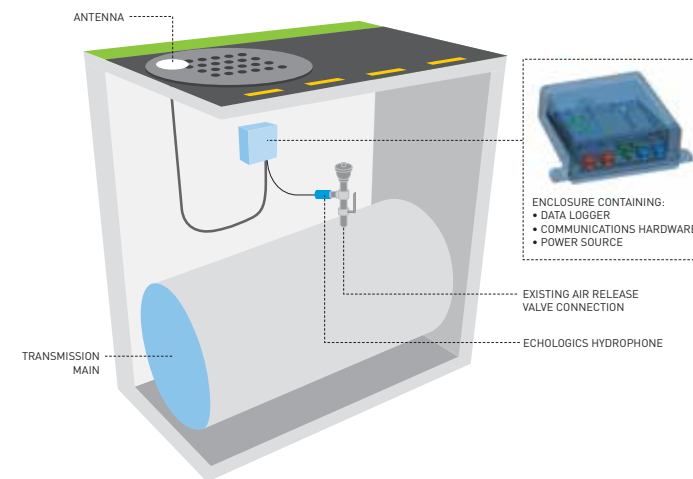 ANTENNA
ENCLOSURE CONTAINING:
• DATA LOGGER
• COMMUNICATIONS HARDWARE
• POWER SOURCE
EXISTING AIR RELEASE
VALVE CONNECTION
ECHOLOGICS HYDROPHONE
TRANSMISSION
MAIN